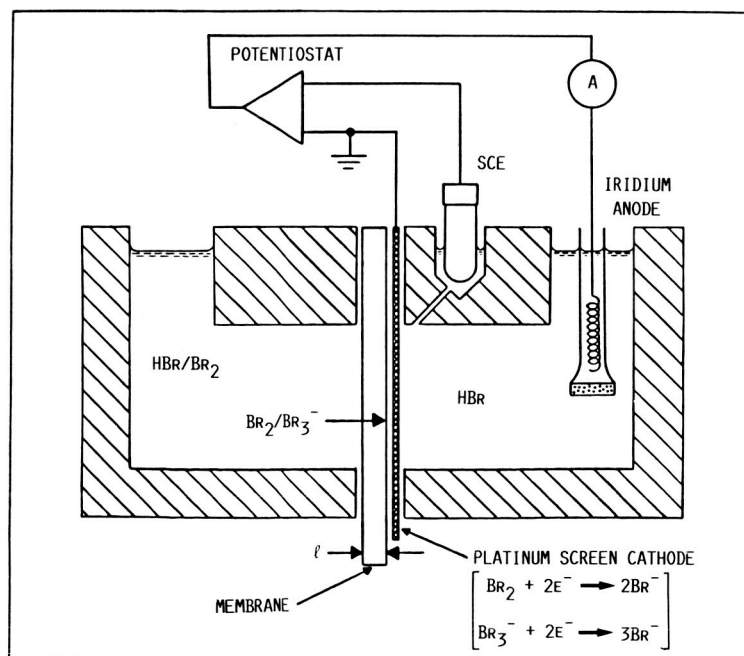 POTENTIOSTAT
A
SCE
IRIDIUM
ANODE
HBR/BR₂
HBR
BR₂/BR₃⁻
ℓ
PLATINUM SCREEN CATHODE
MEMBRANE
BR₂ + 2E⁻ → 2BR⁻
BR₃⁻ + 2E⁻ → 3BR⁻